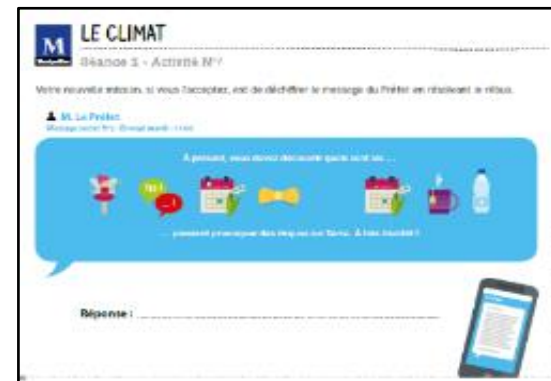 M
LE CLIMAT
Séance 2 - Activité N°
Votre nouvelle mission, si vous l'acceptez, est de déchiffrer le message du Préfet en résolvant le rébus.
M. Le Préfet
À présent, vous devez découvrir quels sont les ...
... pouvant provoquer des risques sur Terre. À très bientôt !
Réponse :